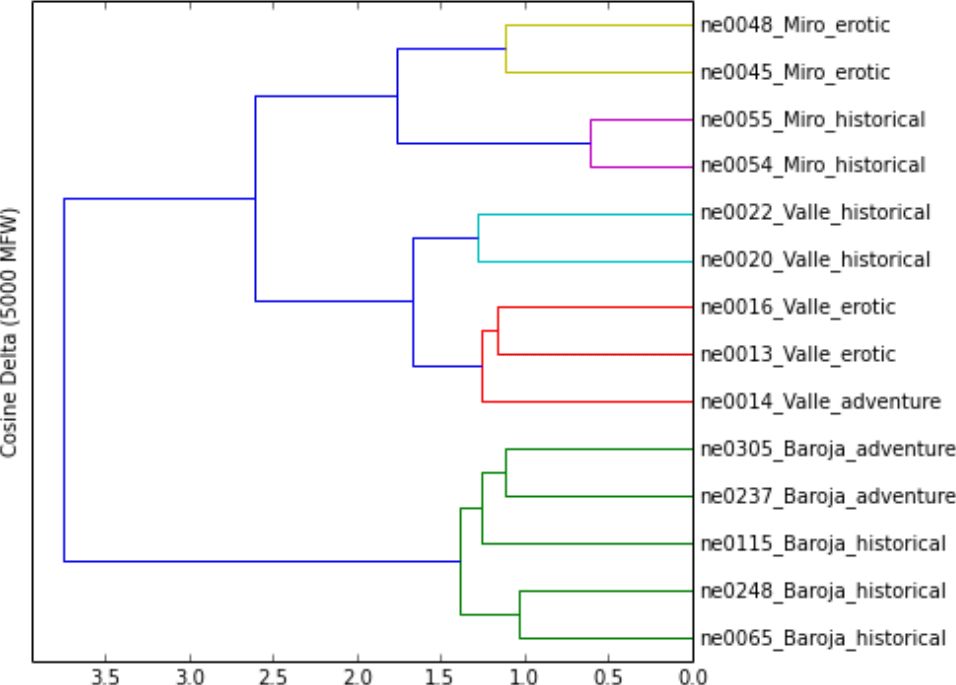 Cosine Delta (5000 MFW)
ne0048_Miro_erotic
ne0045_Miro_erotic
ne0055_Miro_historical
ne0054_Miro_historical
ne0022_Valle_historical
ne0020_Valle_historical
ne0016_Valle_erotic
ne0013_Valle_erotic
ne0014_Valle_adventure
ne0305_Baroja_adventure
ne0237_Baroja_adventure
ne0115_Baroja_historical
ne0248_Baroja_historical
ne0065_Baroja_historical
3.5 3.0 2.5 2.0 1.5 1.0 0.5 0.0